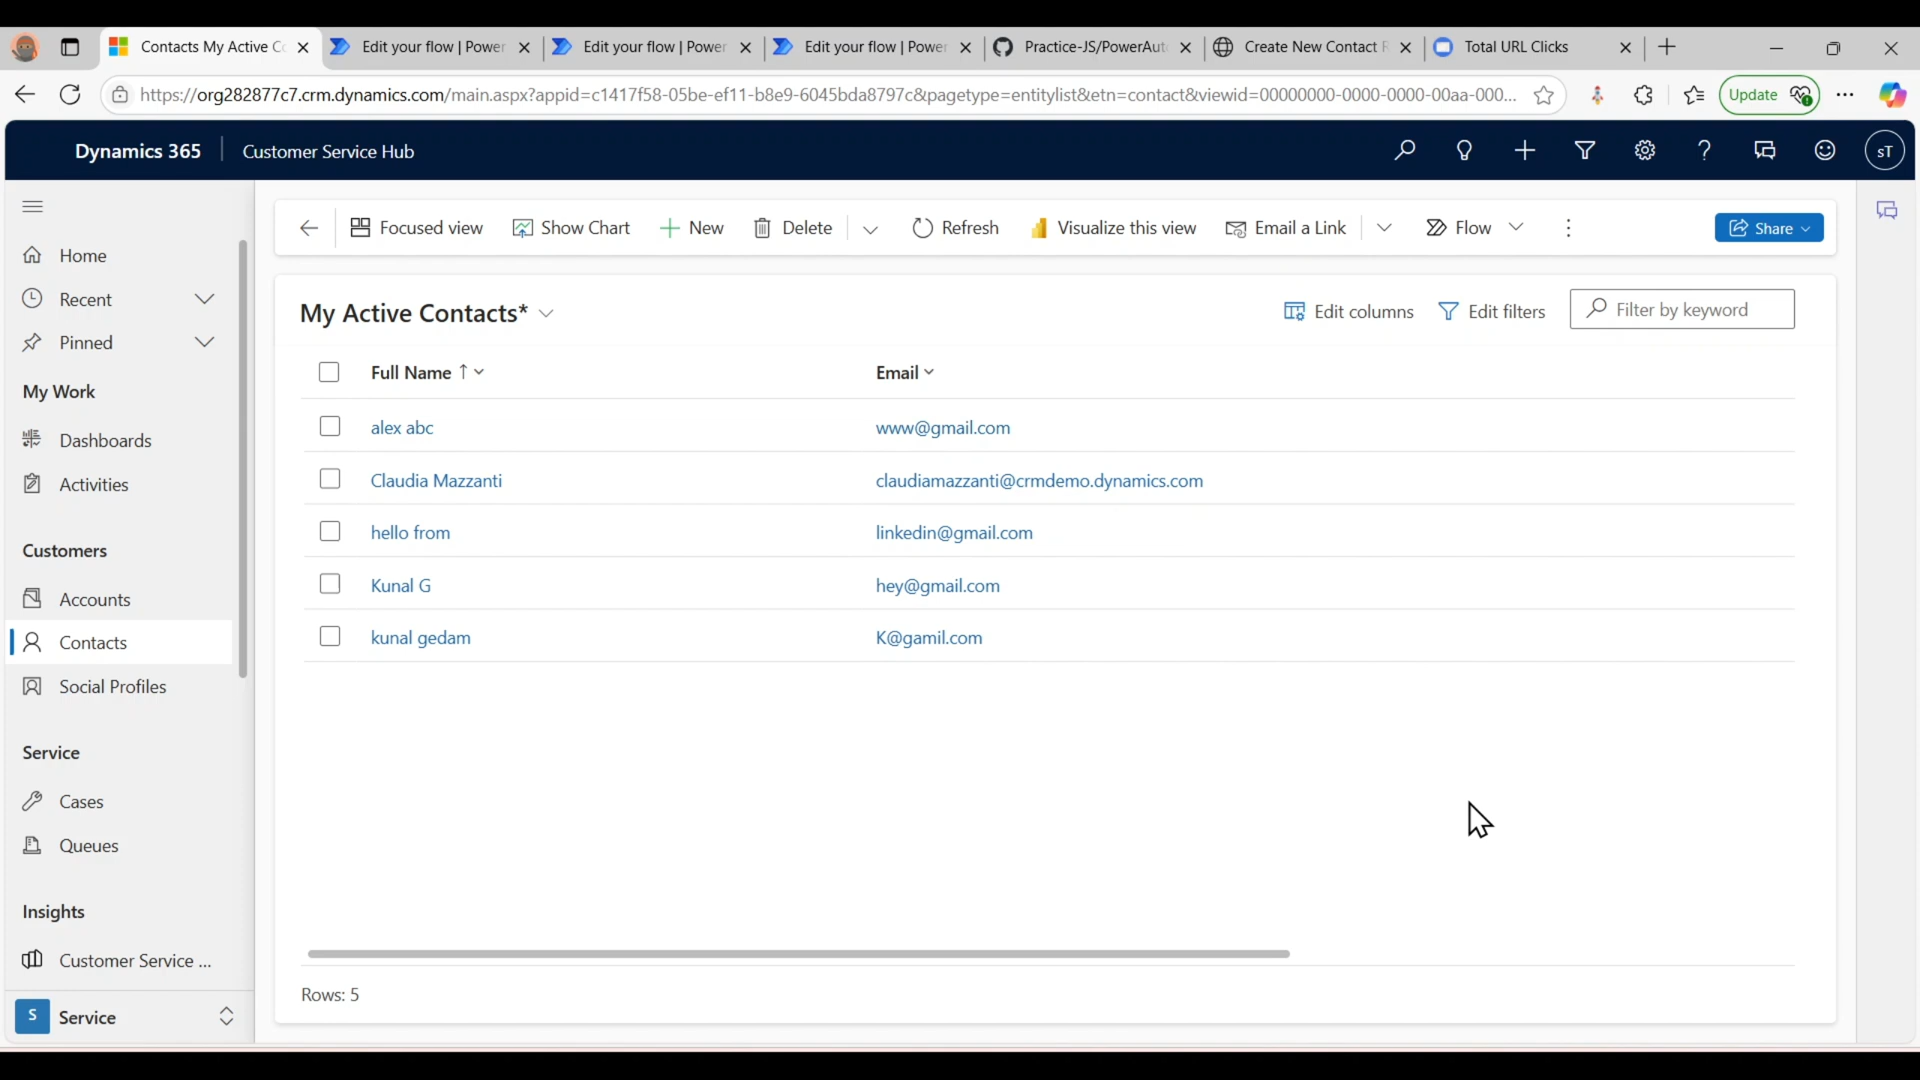 Contacts My Active C
Edit your flow | Power
Edit your flow | Power
Edit your flow | Power
Practice-JS/PowerAut
Create New Contact
Total URL Clicks
https://org282877c7.crm.dynamics.com/main.aspx?appid=c1417f58-05be-ef11-b8e9-6045bda8797c&pagetype=entitylist&etn=contact&viewid=00000000-0000-0000-00aa-000...
Update
Dynamics 365
Customer Service Hub
sT
Focused view
Show Chart
New
Delete
Refresh
Visualize this view
Email a Link
Flow
Share
Home
Recent
Pinned
My Work
Dashboards
Activities
Customers
Accounts
Contacts
Social Profiles
Service
Cases
Queues
Insights
Customer Service ...
S
Service
My Active Contacts*
Edit columns
Edit filters
Filter by keyword
Full Name ↑
Email
alex abc
www@gmail.com
Claudia Mazzanti
claudiamazzanti@crmdemo.dynamics.com
hello from
linkedin@gmail.com
Kunal G
hey@gmail.com
kunal gedam
K@gamil.com
Rows: 5